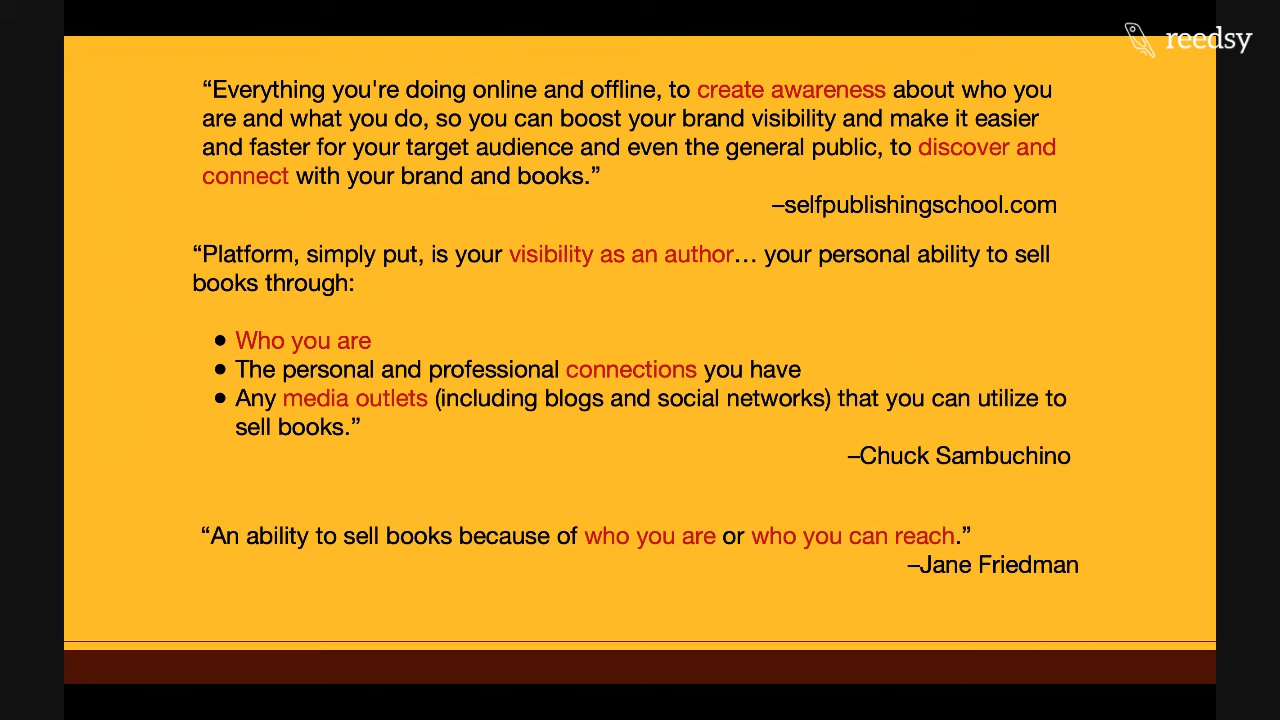 reedsy
“Everything you're doing online and offline, to create awareness about who you
are and what you do, so you can boost your brand visibility and make it easier
and faster for your target audience and even the general public, to discover and
connect with your brand and books.”
–selfpublishingschool.com
“Platform, simply put, is your visibility as an author… your personal ability to sell
books through:
● Who you are
● The personal and professional connections you have
● Any media outlets (including blogs and social networks) that you can utilize to
sell books.”
–Chuck Sambuchino
“An ability to sell books because of who you are or who you can reach.”
–Jane Friedman